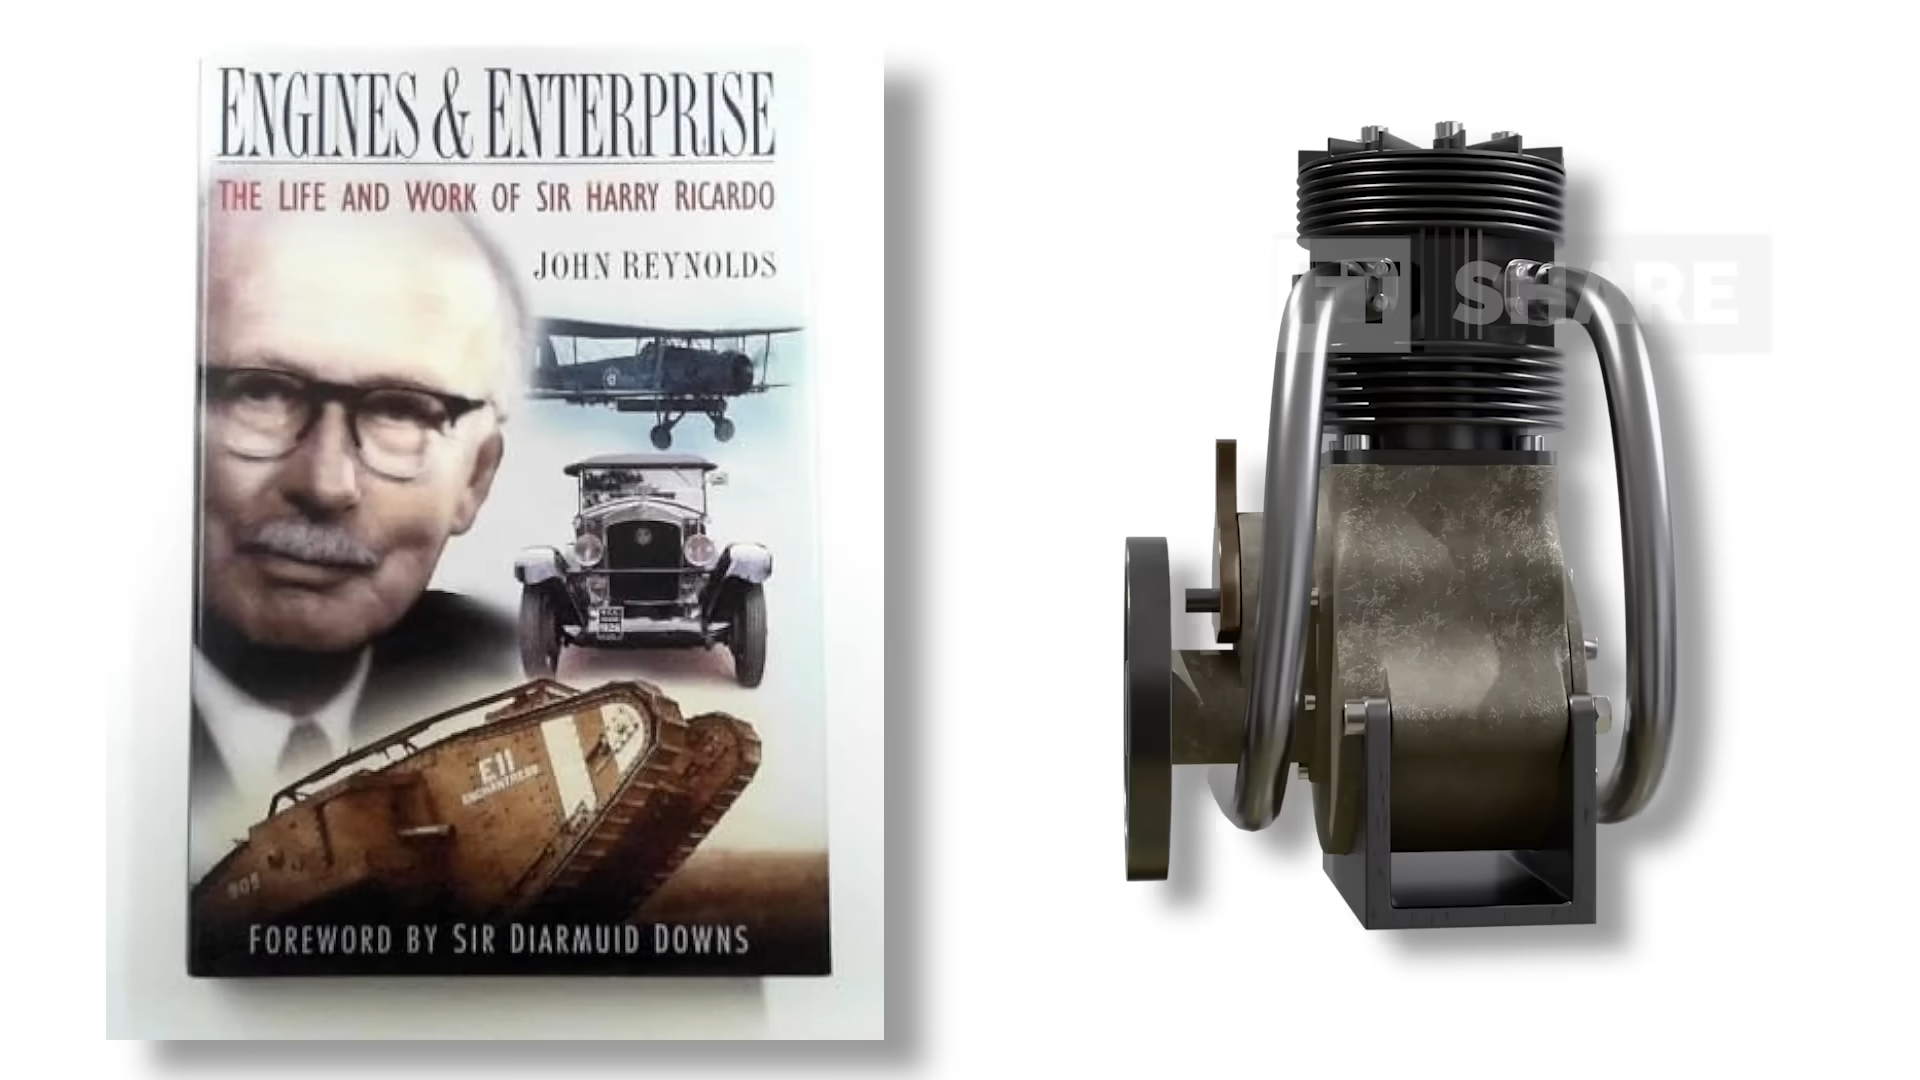 ENGINES & ENTERPRISE
THE LIFE AND WORK OF SIR HARRY RICARDO
JOHN REYNOLDS
E11
ENCHANTRESS
FOREWORD BY SIR DIARMUID DOWNS
SHARE